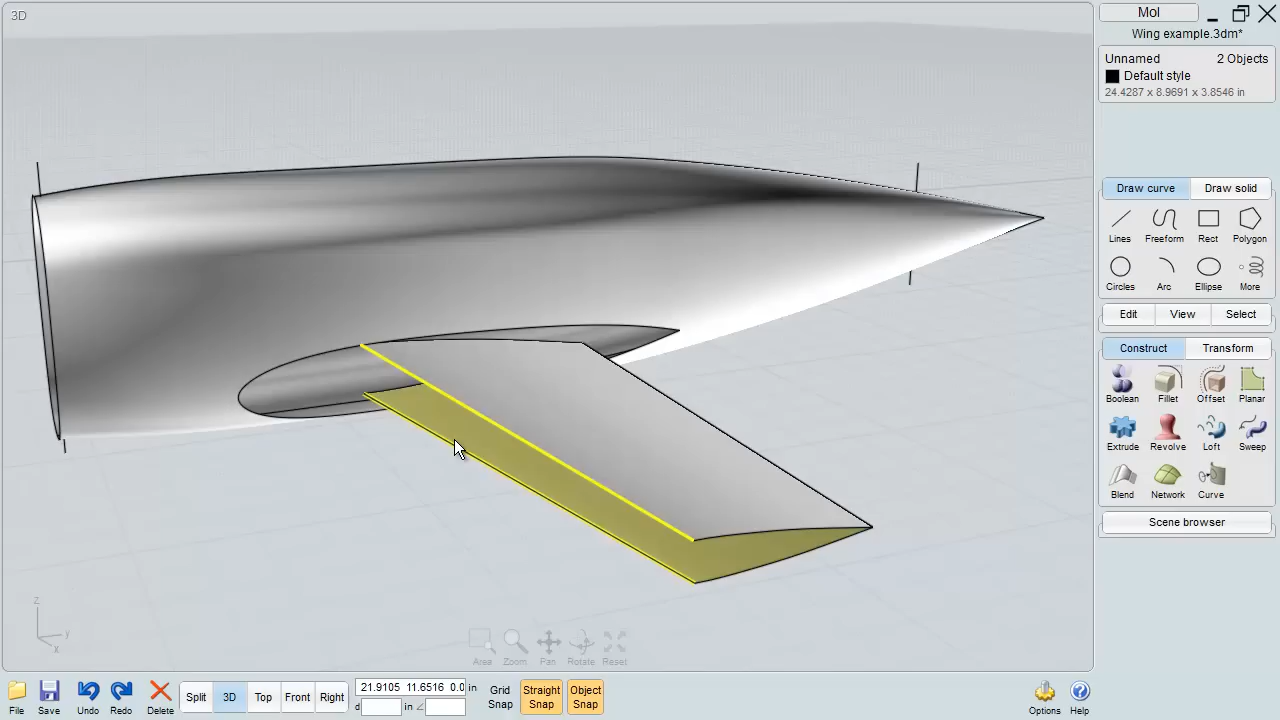 3D
MoI
Wing example.3dm*
Unnamed 2 Objects
Default style
24.4287 x 8.9691 x 3.8546 in
Draw curve Draw solid
Lines Freeform Rect Polygon
Circles Arc Ellipse More
Edit View Select
Construct Transform
Boolean Fillet Offset Planar
Extrude Revolve Loft Sweep
Blend Network Curve
Scene browser
z
y
x
Area Zoom Pan Rotate Reset
File Save Undo Redo Delete Split 3D Top Front Right 21.9105 11.6516 0.0 in Grid Snap Straight Snap Object Snap Options Help
d in ∠